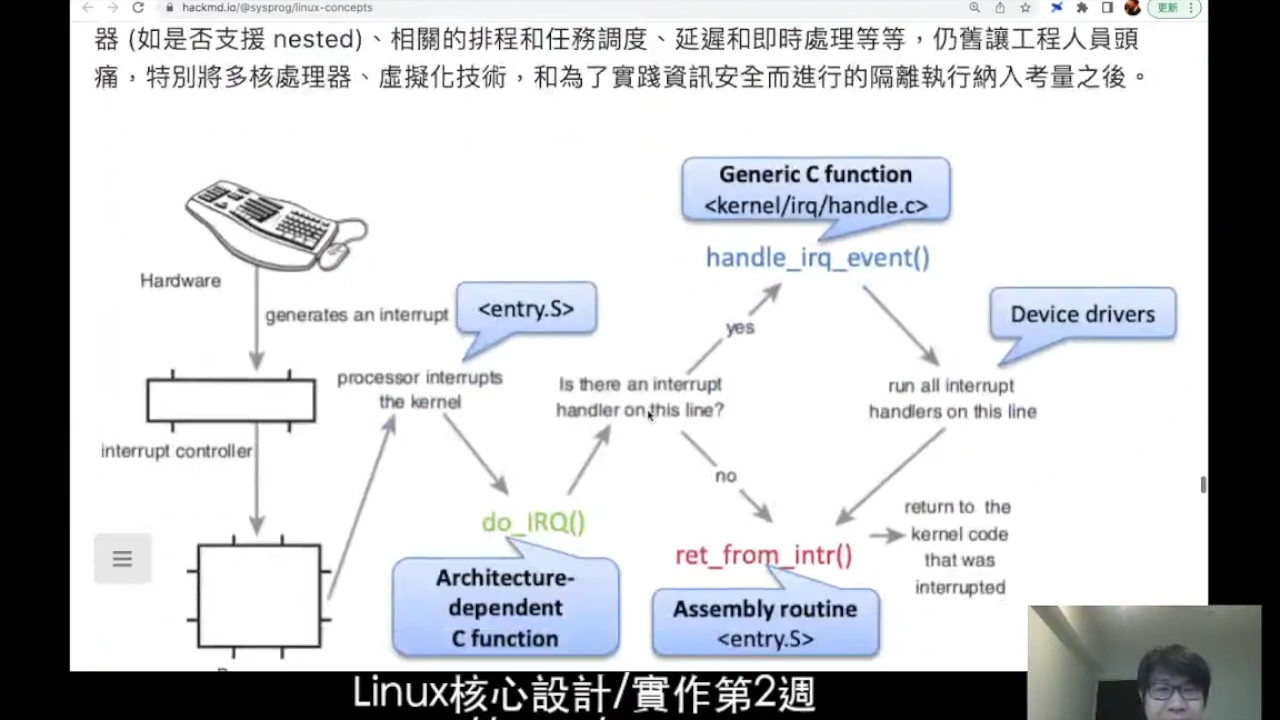 hackmd.io/@sysprog/linux-concepts
更新
器 (如是否支援 nested)、相關的排程和任務調度、延遲和即時處理等等，仍舊讓工程人員頭
痛，特別將多核處理器、虛擬化技術，和為了實踐資訊安全而進行的隔離執行納入考量之後。
Generic C function
<kernel/irq/handle.c>
handle_irq_event()
Hardware
generates an interrupt
<entry.S>
Device drivers
yes
processor interrupts
the kernel
Is there an interrupt
handler on this line?
run all interrupt
handlers on this line
interrupt controller
no
do_IRQ()
ret_from_intr()
return to the
kernel code
that was
interrupted
Architecture-
dependent
C function
Assembly routine
<entry.S>
Linux核心設計/實作第2週